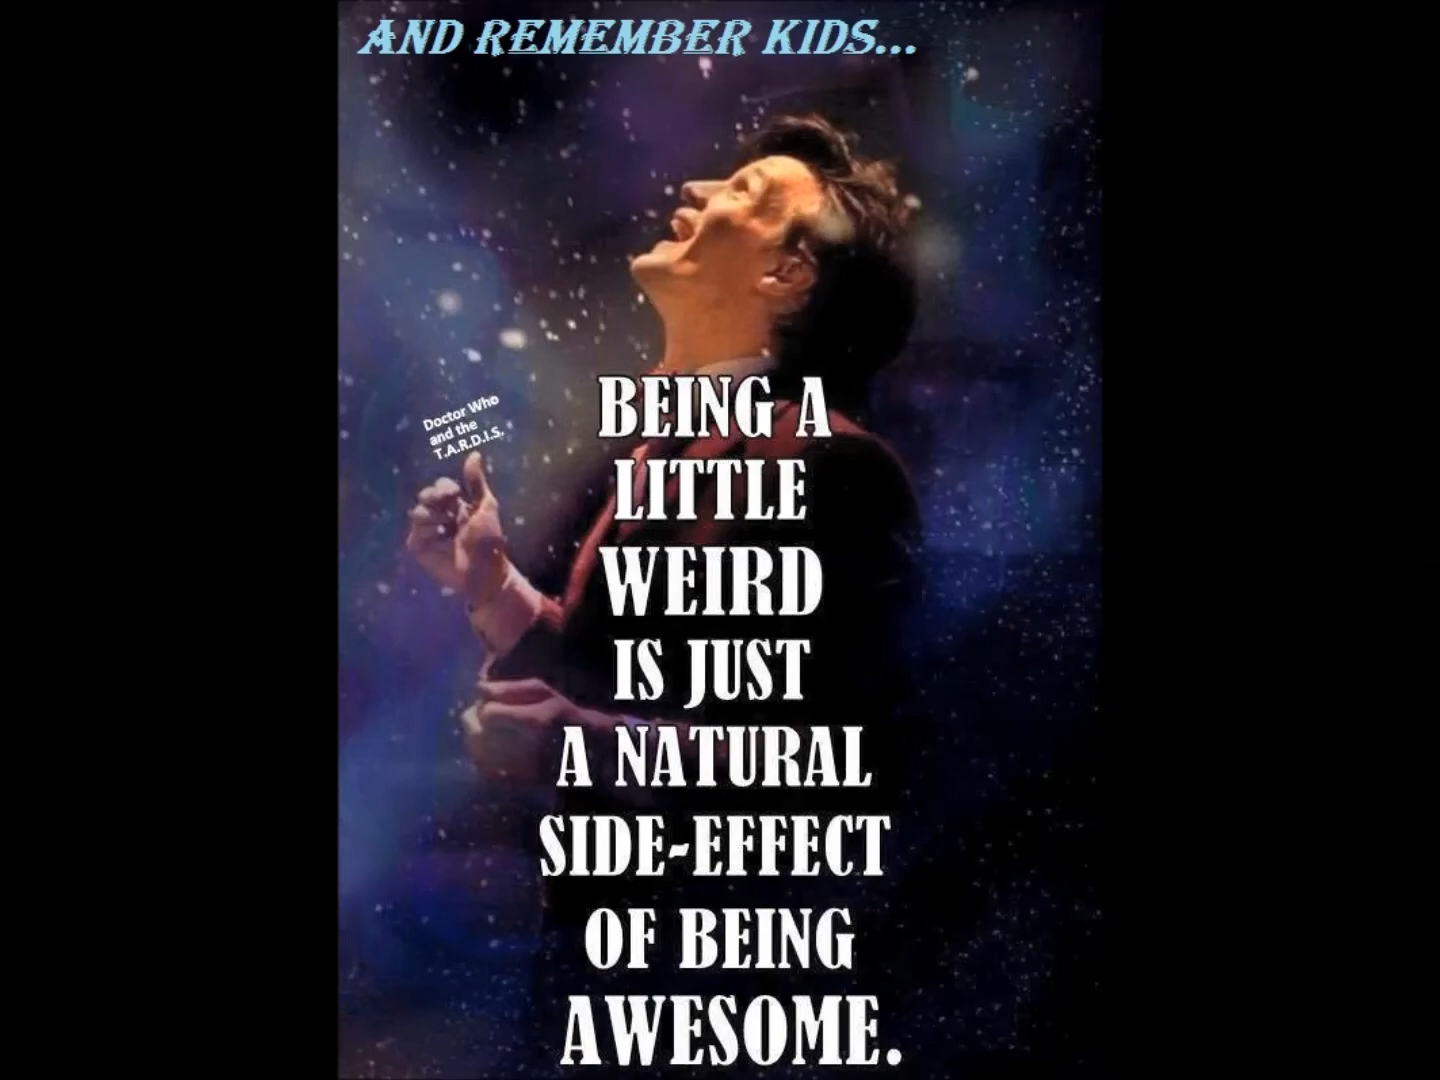 AND REMEMBER KIDS...
Doctor Who
and the
T.A.R.D.I.S.
BEING A
LITTLE
WEIRD
IS JUST
A NATURAL
SIDE-EFFECT
OF BEING
AWESOME.